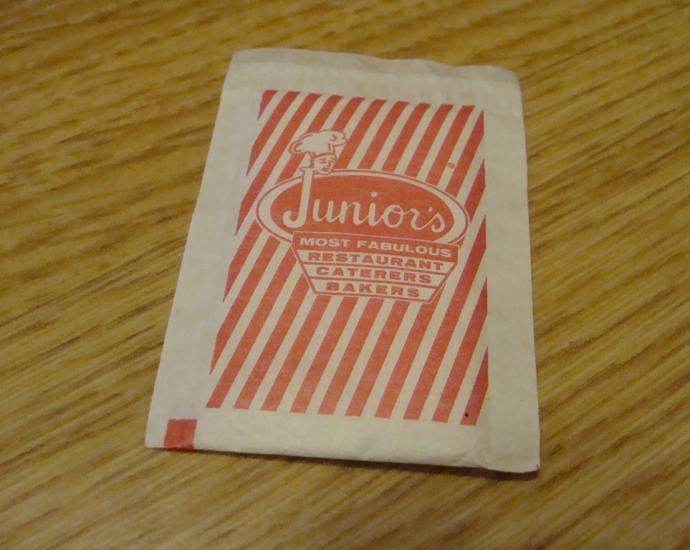 Junior's
MOST FABULOUS
RESTAURANT
CATERERS
BAKERS